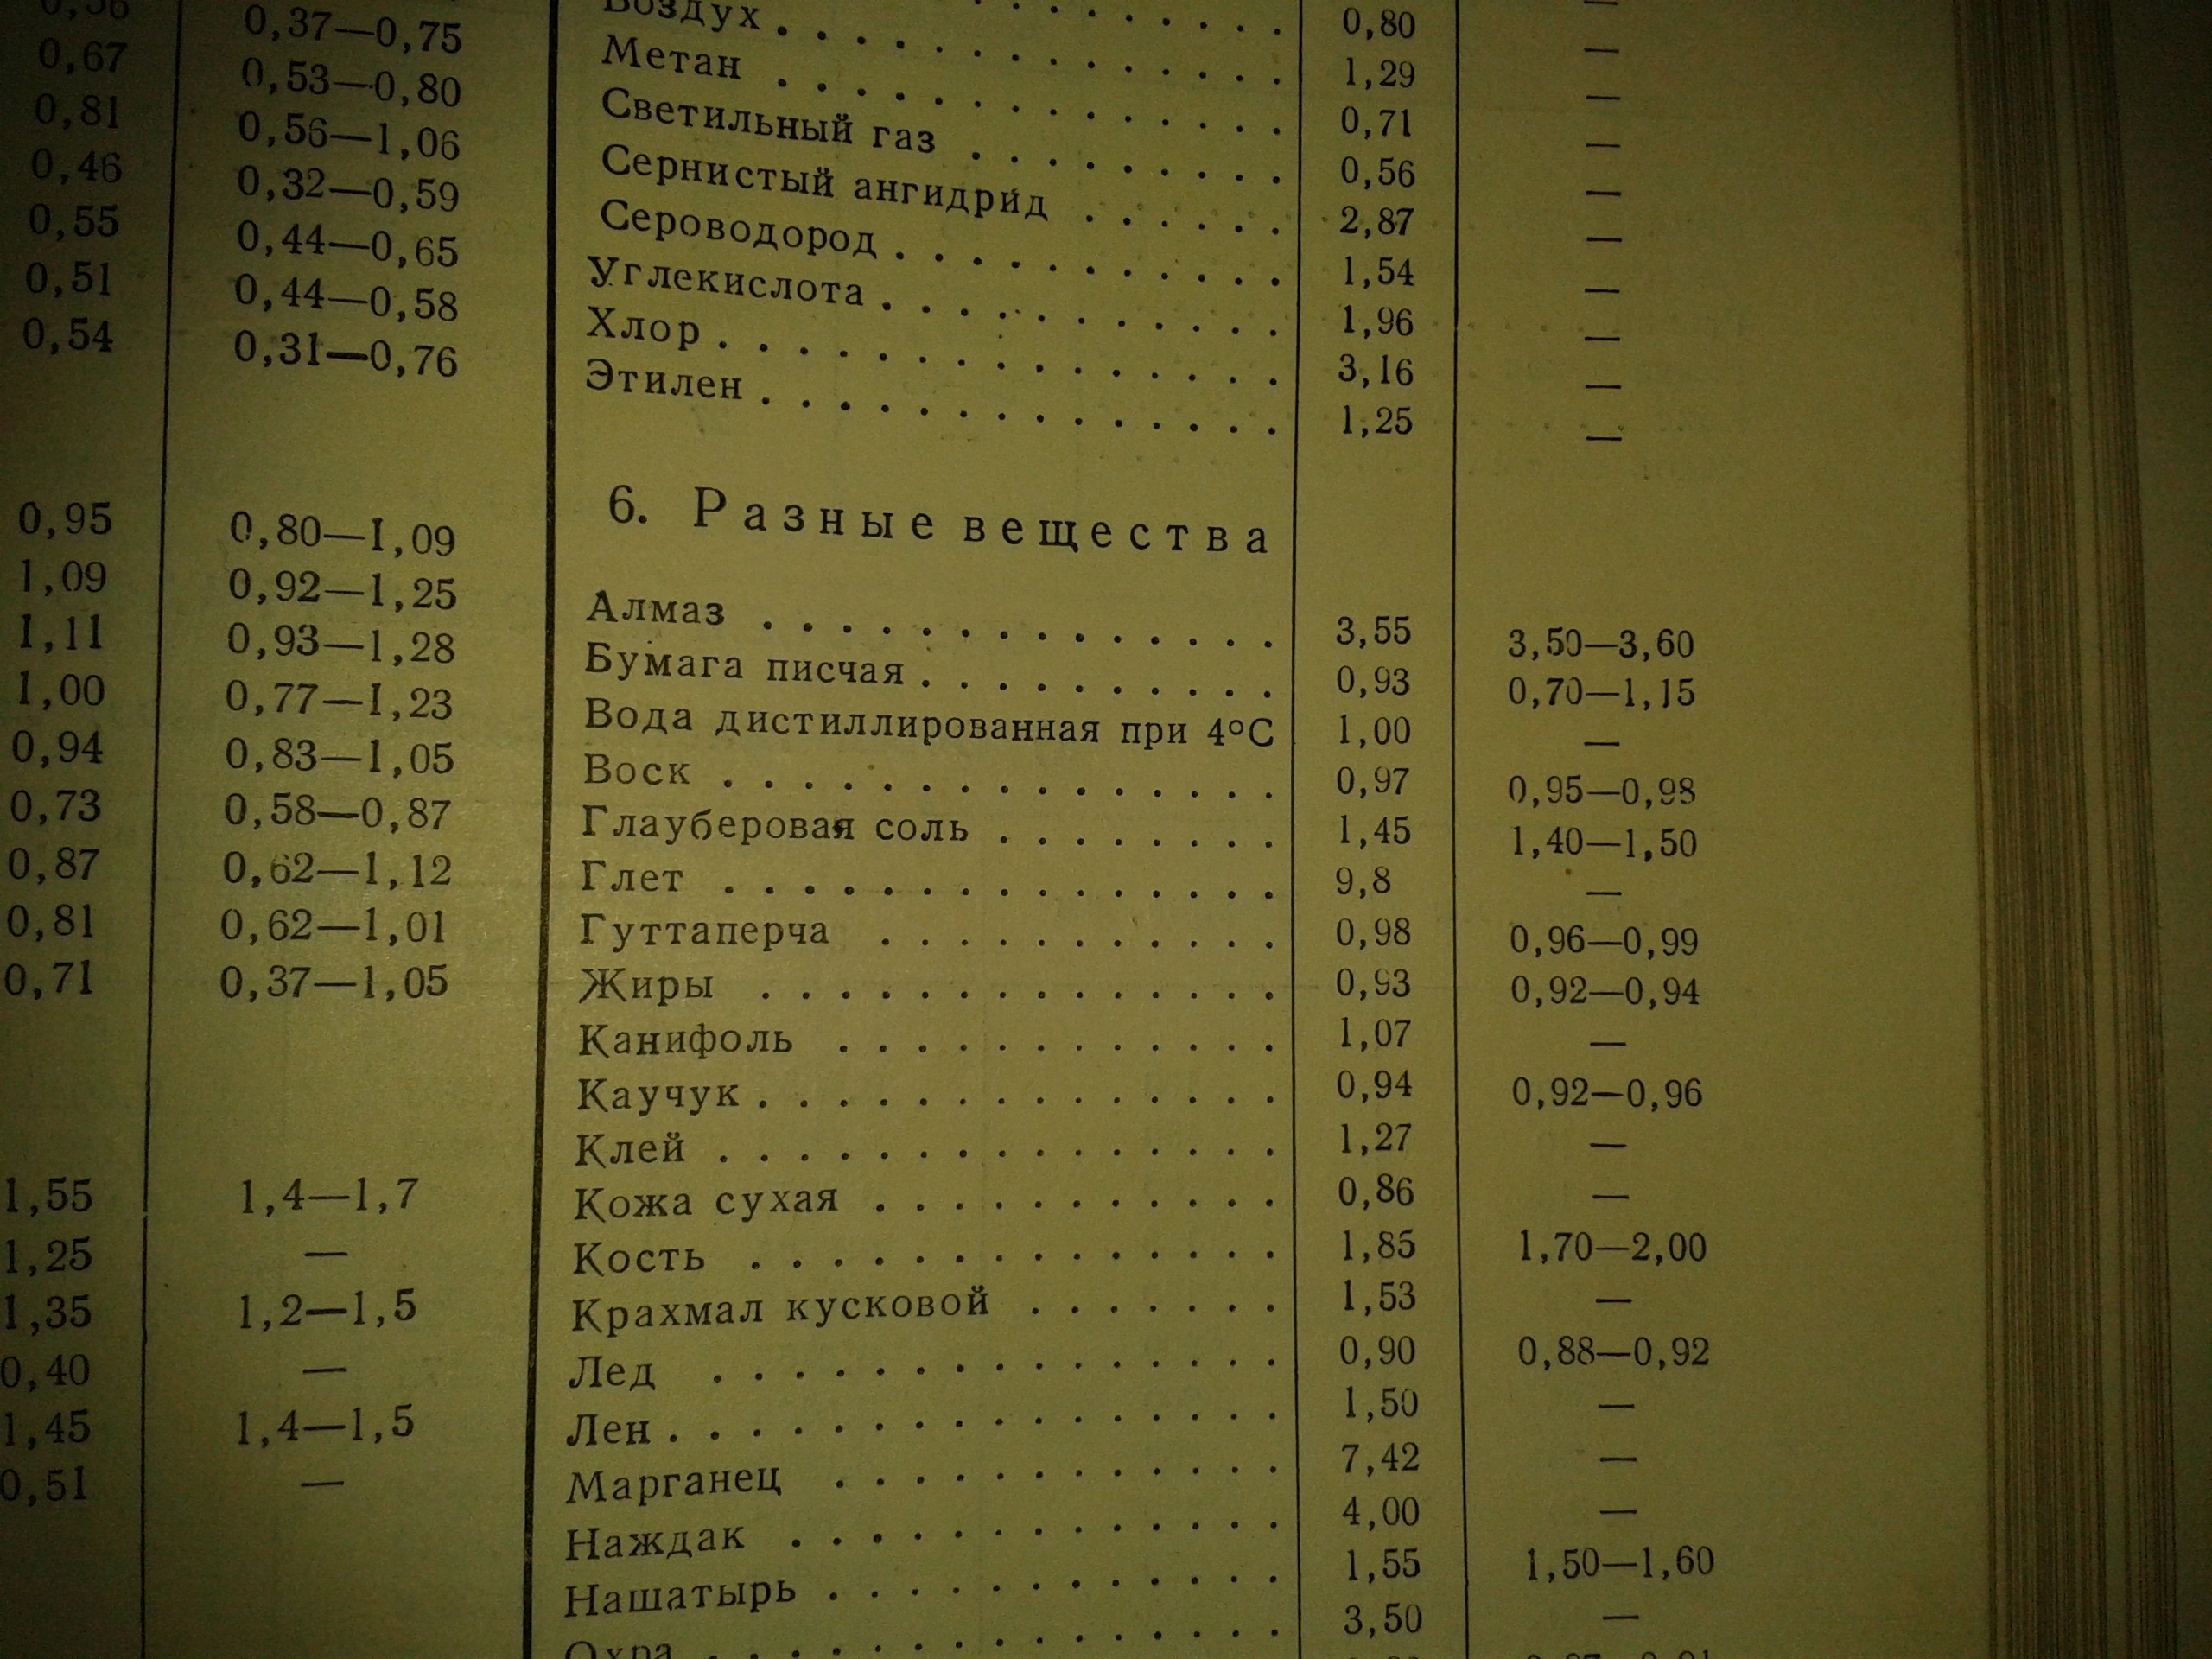 0,37—0,75
0,67 0,53—0,80
0,81 0,56—1,06
0,46 0,32—0,59
0,55 0,44—0,65
0,51 0,44—0,58
0,54 0,31—0,76
0,95 0,80—1,09
1,09 0,92—1,25
1,11 0,93—1,28
1,00 0,77—1,23
0,94 0,83—1,05
0,73 0,58—0,87
0,87 0,62—1,12
0,81 0,62—1,01
0,71 0,37—1,05
1,55 1,4—1,7
1,25 —
1,35 1,2—1,5
0,40 —
1,45 1,4—1,5
0,51 —
0,80 —
Воздух . . . . . . . . . . . . . 1,29 —
Метан . . . . . . . . . . . . . 0,71 —
Светильный газ . . . . . . . . . 0,56 —
Сернистый ангидрид . . . . . . 2,87 —
Сероводород . . . . . . . . . . . 1,54 —
Углекислота . . . . . . . . . . . 1,96 —
Хлор . . . . . . . . . . . . . . . 3,16 —
Этилен . . . . . . . . . . . . . . 1,25 —
6. Разные вещества
Алмаз . . . . . . . . . . . . . . 3,55 3,50—3,60
Бумага писчая . . . . . . . . . . 0,93 0,70—1,15
Вода дистиллированная при 4°C 1,00 —
Воск . . . . . . . . . . . . . . . 0,97 0,95—0,98
Глауберовая соль . . . . . . . . 1,45 1,40—1,50
Глет . . . . . . . . . . . . . . . 9,8 —
Гуттаперча . . . . . . . . . . . 0,98 0,96—0,99
Жиры . . . . . . . . . . . . . . 0,93 0,92—0,94
Канифоль . . . . . . . . . . . . 1,07 —
Каучук . . . . . . . . . . . . . . 0,94 0,92—0,96
Клей . . . . . . . . . . . . . . . 1,27 —
Кожа сухая . . . . . . . . . . . 0,86 —
Кость . . . . . . . . . . . . . . 1,85 1,70—2,00
Крахмал кусковой . . . . . . . 1,53 —
Лед . . . . . . . . . . . . . . . 0,90 0,88—0,92
Лен . . . . . . . . . . . . . . . . 1,50 —
Марганец . . . . . . . . . . . . 7,42 —
Наждак . . . . . . . . . . . . . 4,00 —
Нашатырь . . . . . . . . . . . . 1,55 1,50—1,60
Охра . . . . . . . . . . . . . . . 3,50 —